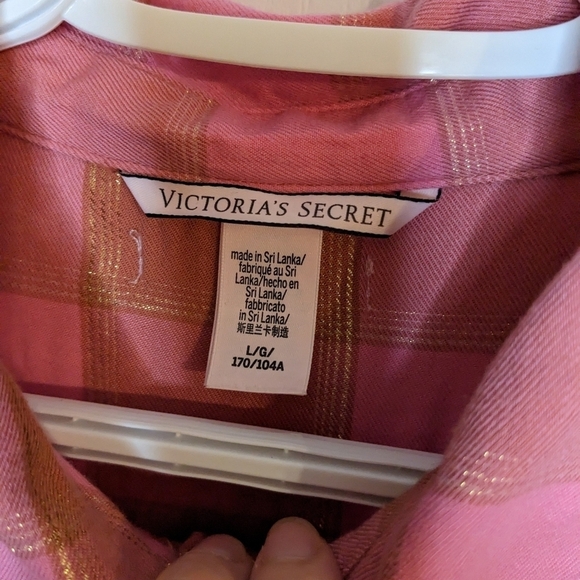 VICTORIA'S SECRET
made in Sri Lanka/
fabriqué au Sri
Lanka/hecho en
Sri Lanka/
fabbricato
in Sri Lanka/
斯里兰卡制造
L/G/
170/104A